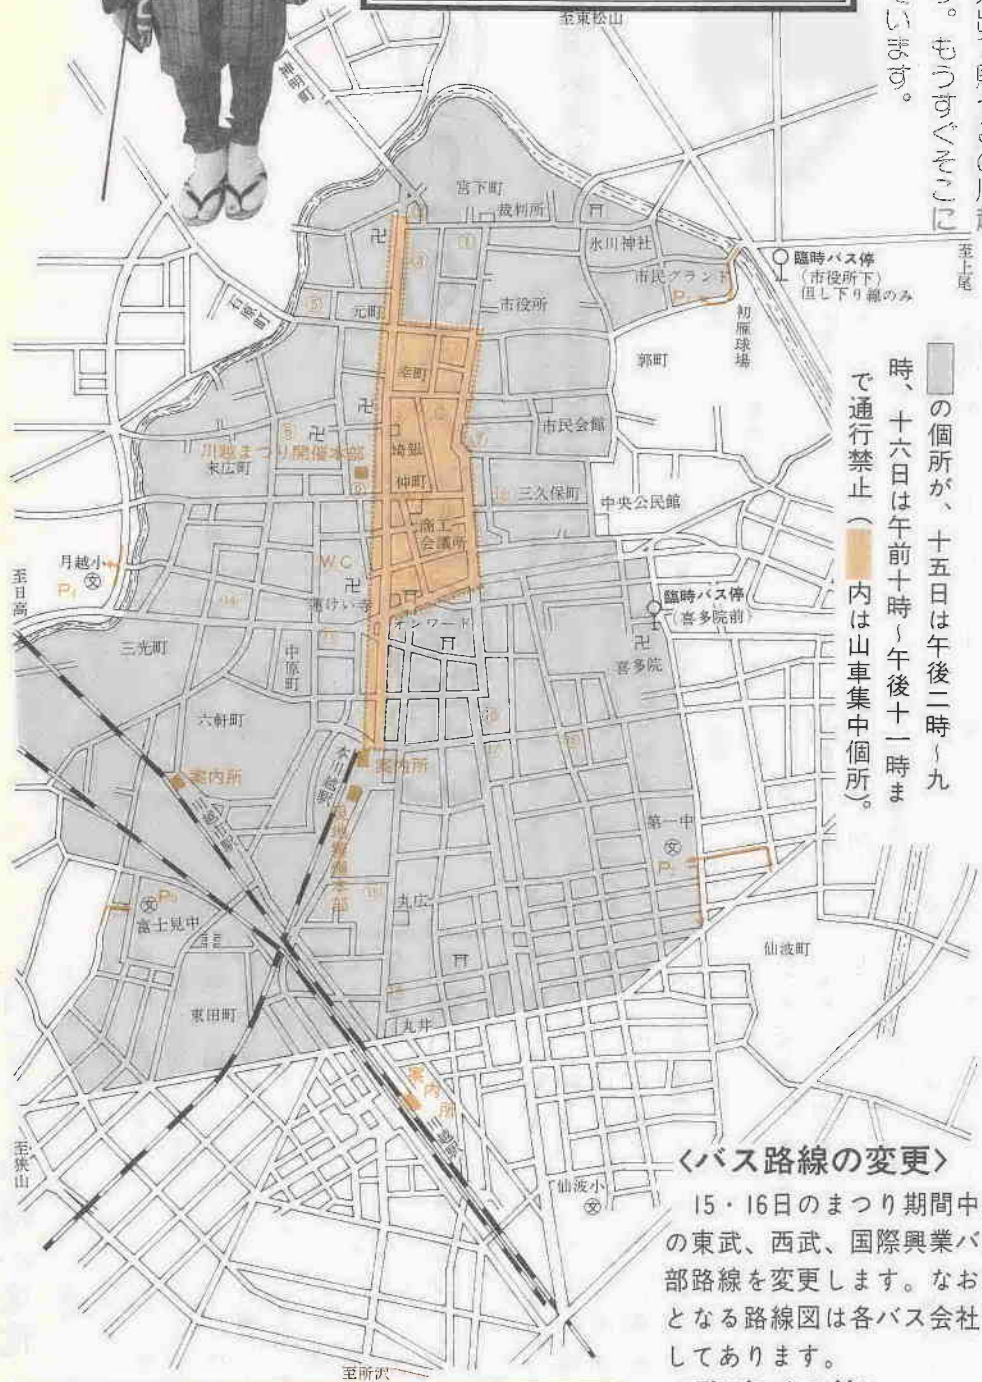 います。
。もうすぐそこに
至東松山
神明町
宮下町
裁判所
氷川神社
市民グランド
臨時バス停
(市役所下)
但し下り線のみ
至上尾
元町
市役所
初雁球場
石原町
郭町
幸町
市民会館
川越まつり開催本部
末広町
埼銀
仲町
三久保町
中央公民館
商工
会議所
月越小
P₄
至日高
W.C
蓮けい寺
オンワード
臨時バス停
(喜多院前)
喜多院
三光町
中原町
六軒町
本川越駅
案内所
案内所
川越市駅
第一中
丸広
富士見中
仙波町
東田町
丸井
案内所
至狭山
仙波小
至所沢
の個所が、十五日は午後二時〜九
時、十六日は午前十時〜午後十一時ま
で通行禁止(内は山車集中個所)。
〈バス路線の変更〉
15・16日のまつり期間中
の東武、西武、国際興業バ
部路線を変更します。なお
となる路線図は各バス会社
してあります。